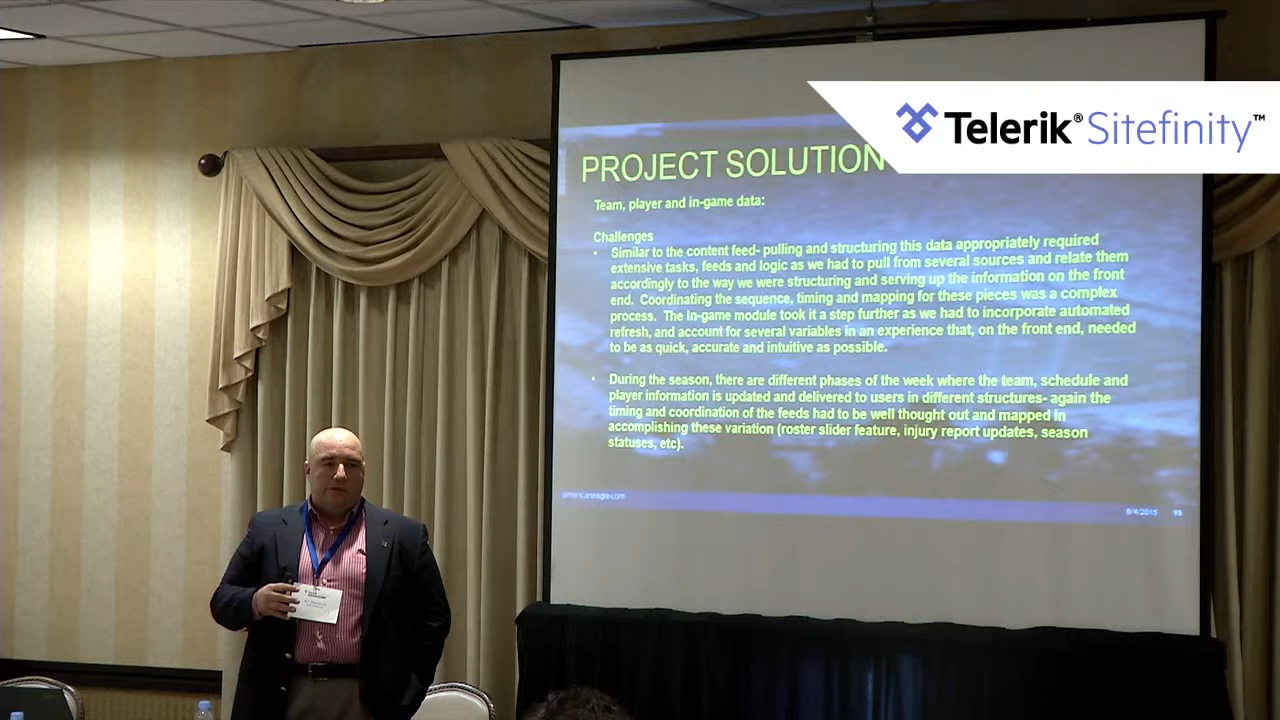 Telerik® Sitefinity™
PROJECT SOLUTION
Team, player and in-game data:
Challenges
• Similar to the content feed- pulling and structuring this data appropriately required
extensive tasks, feeds and logic as we had to pull from several sources and relate them
accordingly to the way we were structuring and serving up the information on the front
end. Coordinating the sequence, timing and mapping for these pieces was a complex
process. The In-game module took it a step further as we had to incorporate automated
refresh, and account for several variables in an experience that, on the front end, needed
to be as quick, accurate and intuitive as possible.
• During the season, there are different phases of the week where the team, schedule and
player information is updated and delivered to users in different structures- again the
timing and coordination of the feeds had to be well thought out and mapped in
accomplishing these variation (roster slider feature, injury report updates, season
statuses, etc).
americaneagle.com
8/4/2015 15